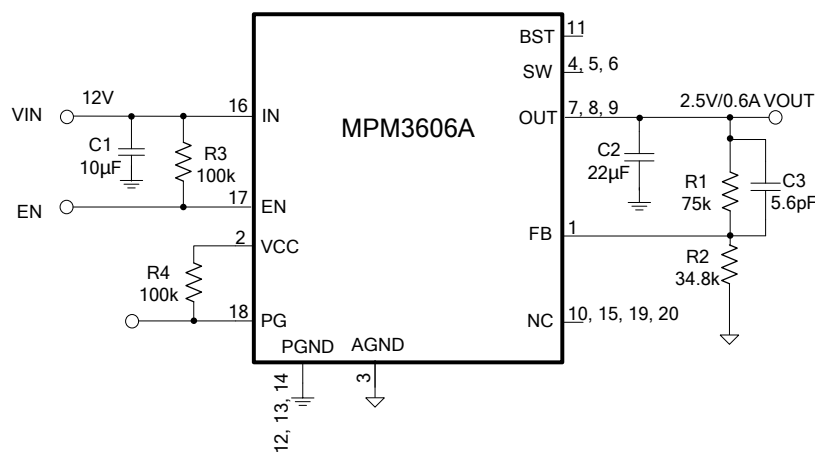 BST
11
SW
4, 5, 6
12V
VIN
16
IN
MPM3606A
OUT
7, 8, 9
2.5V/0.6A VOUT
C1
10µF
R3
100k
C2
22µF
R1
75k
C3
5.6pF
EN
17
EN
2
VCC
FB
1
R2
34.8k
R4
100k
18
PG
NC
10, 15, 19, 20
PGND
AGND
12, 13, 14
3